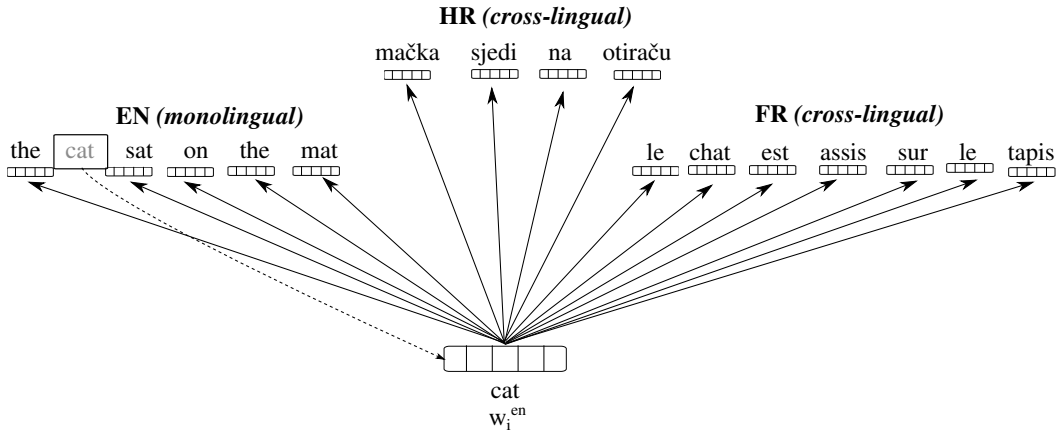 HR (cross-lingual)
mačka sjedi na otiraču
EN (monolingual)
the cat sat on the mat
FR (cross-lingual)
le chat est assis sur le tapis
cat
w_i^en